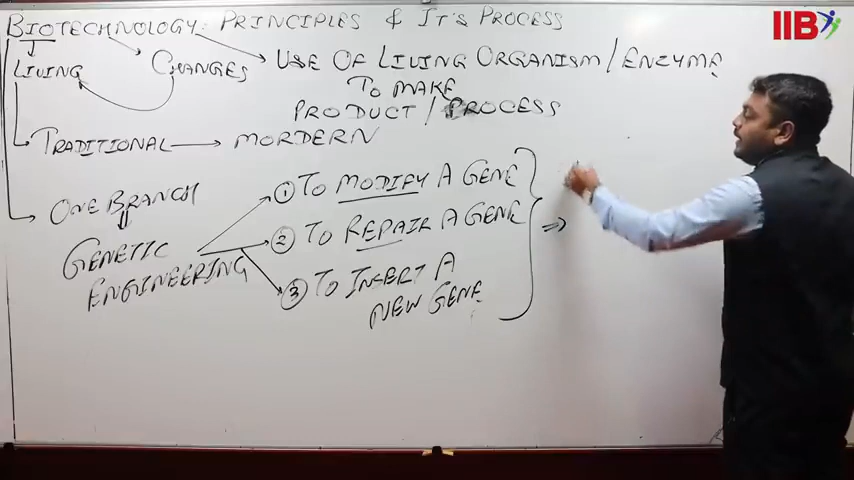 BIOTECHNOLOGY: PRINCIPLES & IT'S PROCESS
IIB
LIVING
CHANGES
USE OF LIVING ORGANISM/ENZYME
TO MAKE
PRODUCT/PROCESS
TRADITIONAL → MORDERN
ONE BRANCH
GENETIC
ENGINEERING
① TO MODIFY A GENE
② TO REPAIR A GENE
③ TO INSERT A
NEW GENE